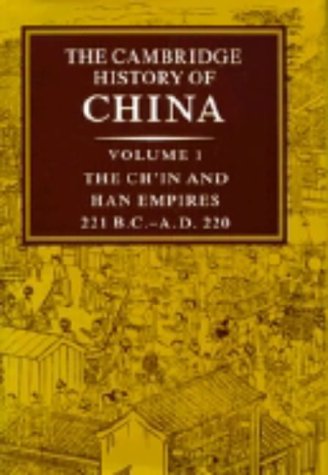 THE CAMBRIDGE
HISTORY OF
CHINA
VOLUME 1
THE CH'IN AND
HAN EMPIRES
221 B.C.–A.D. 220